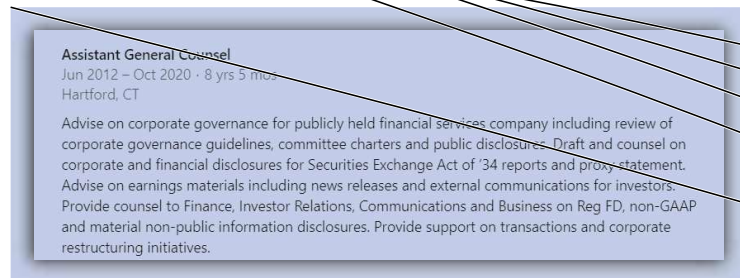 Assistant General Counsel
Jun 2012 – Oct 2020 · 8 yrs 5 mos
Hartford, CT
Advise on corporate governance for publicly held financial services company including review of
corporate governance guidelines, committee charters and public disclosures. Draft and counsel on
corporate and financial disclosures for Securities Exchange Act of '34 reports and proxy statement.
Advise on earnings materials including news releases and external communications for investors.
Provide counsel to Finance, Investor Relations, Communications and Business on Reg FD, non-GAAP
and material non-public information disclosures. Provide support on transactions and corporate
restructuring initiatives.